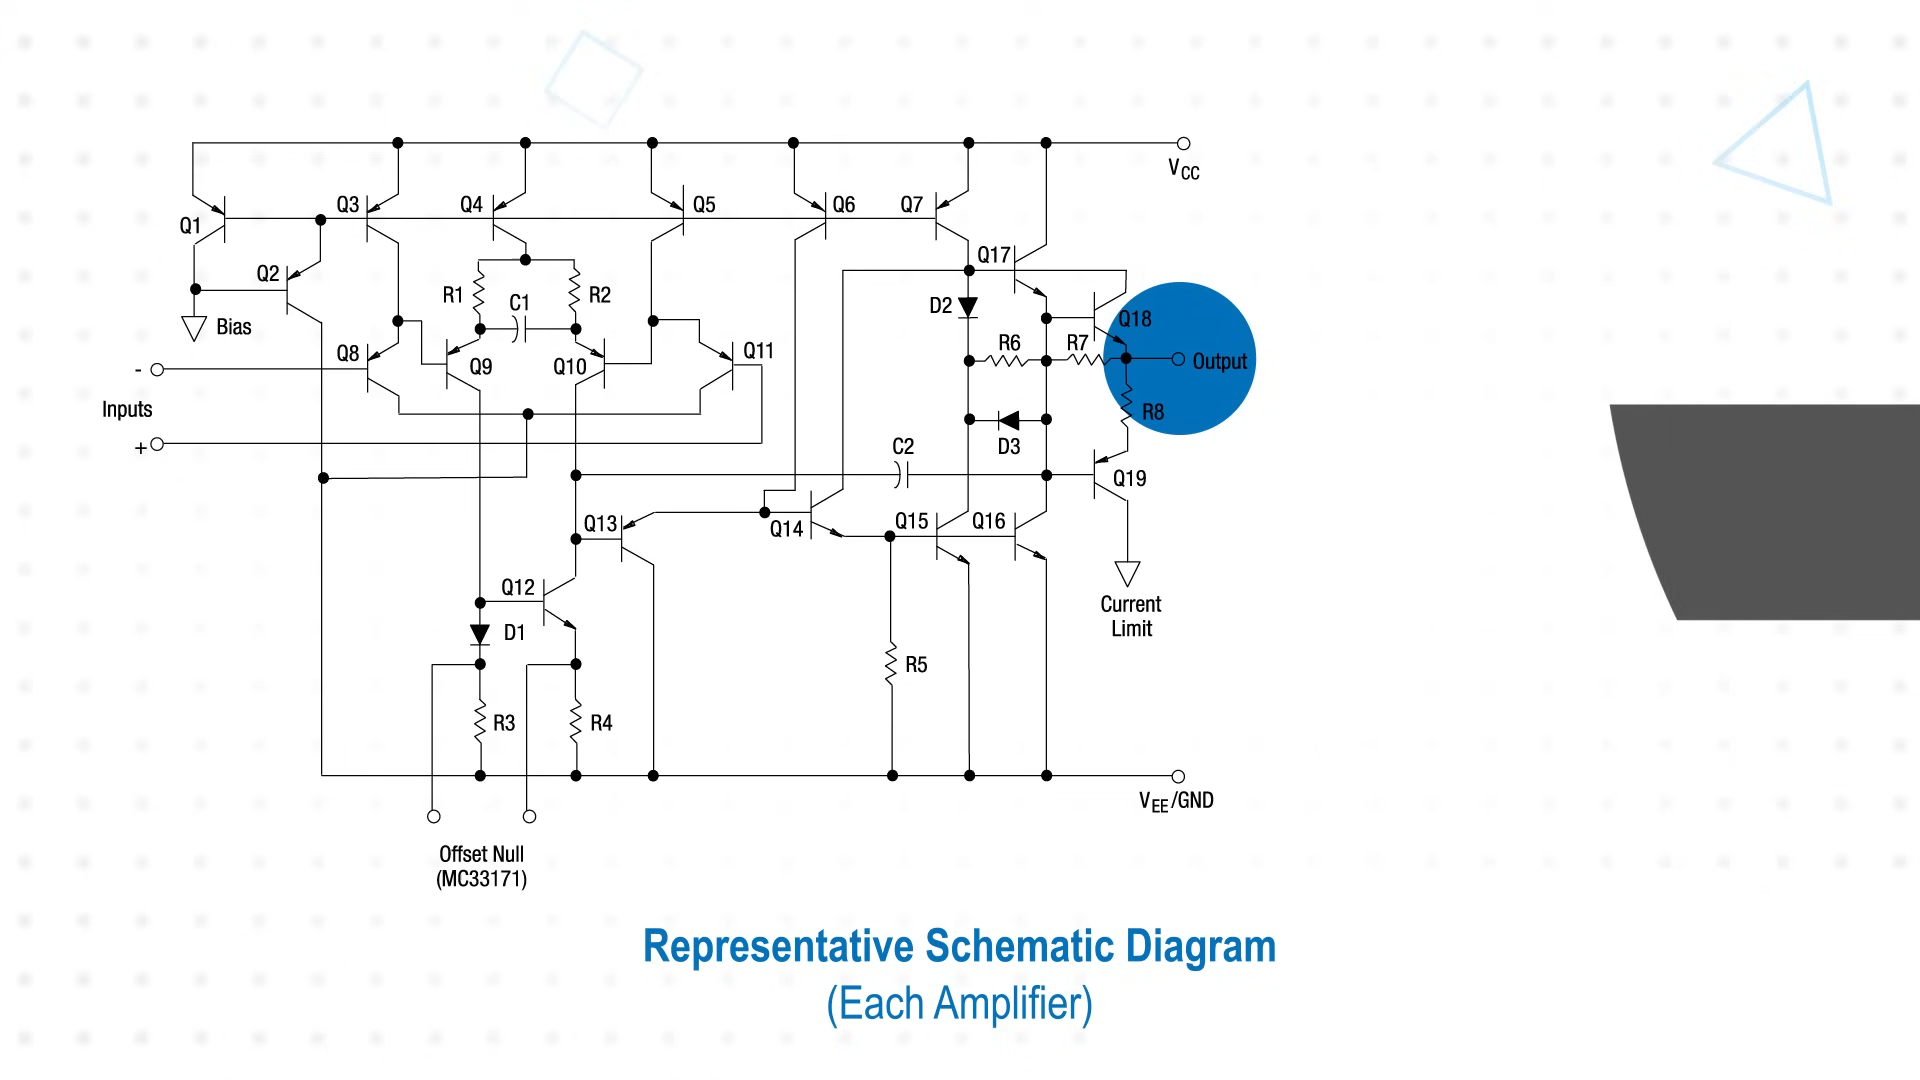 VCC
Q3
Q4
Q5
Q6
Q7
Q1
Q17
Q2
R1
C1
R2
D2
Q18
Bias
R6
R7
Q8
Q9
Q10
Q11
Output
-
Inputs
+
R8
C2
D3
Q19
Q13
Q14
Q15
Q16
Q12
D1
Current
Limit
R5
R3
R4
VEE/GND
Offset Null
(MC33171)
Representative Schematic Diagram
(Each Amplifier)